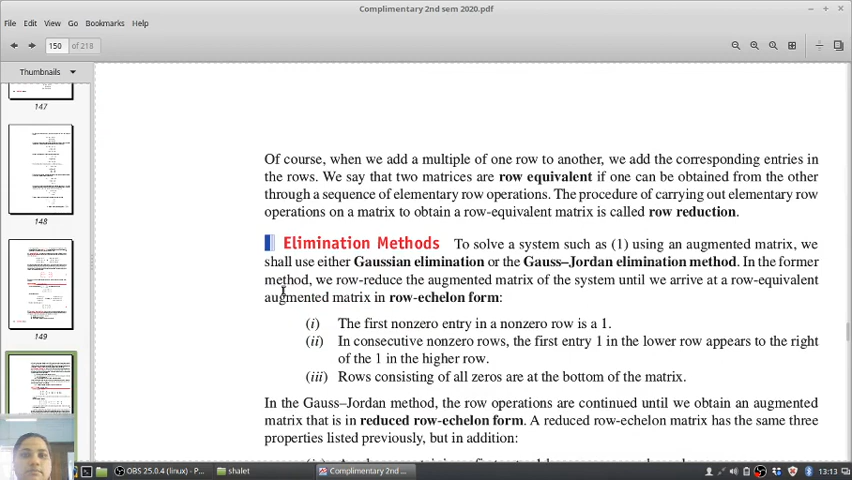 Complimentary 2nd sem 2020.pdf
File Edit View Go Bookmarks Help
150 of 218
Thumbnails
147
148
149
Of course, when we add a multiple of one row to another, we add the corresponding entries in
the rows. We say that two matrices are row equivalent if one can be obtained from the other
through a sequence of elementary row operations. The procedure of carrying out elementary row
operations on a matrix to obtain a row-equivalent matrix is called row reduction.
Elimination Methods To solve a system such as (1) using an augmented matrix, we
shall use either Gaussian elimination or the Gauss–Jordan elimination method. In the former
method, we row-reduce the augmented matrix of the system until we arrive at a row-equivalent
augmented matrix in row-echelon form:
(i) The first nonzero entry in a nonzero row is a 1.
(ii) In consecutive nonzero rows, the first entry 1 in the lower row appears to the right
of the 1 in the higher row.
(iii) Rows consisting of all zeros are at the bottom of the matrix.
In the Gauss–Jordan method, the row operations are continued until we obtain an augmented
matrix that is in reduced row-echelon form. A reduced row-echelon matrix has the same three
properties listed previously, but in addition:
OBS 25.0.4 (linux) - P... shalet Complimentary 2nd ... 13:13